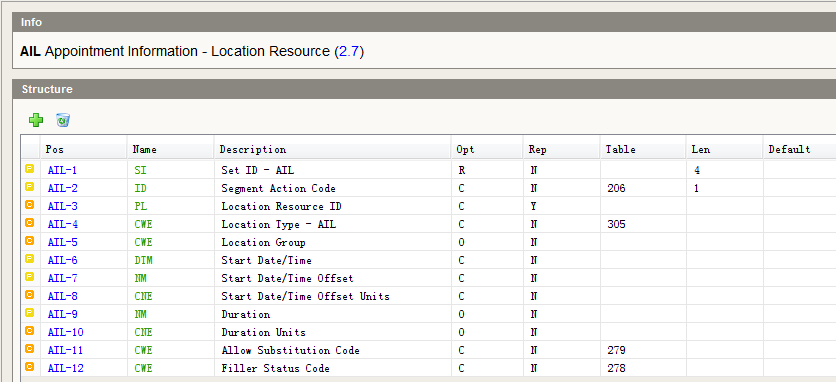 Info
AIL Appointment Information - Location Resource (2.7)
Structure
Pos Name Description Opt Rep Table Len Default
P AIL-1 SI Set ID - AIL R N 4
P AIL-2 ID Segment Action Code C N 206 1
C AIL-3 PL Location Resource ID C Y
C AIL-4 CWE Location Type - AIL C N 305
C AIL-5 CWE Location Group O N
P AIL-6 DTM Start Date/Time C N
P AIL-7 NM Start Date/Time Offset C N
C AIL-8 CNE Start Date/Time Offset Units C N
P AIL-9 NM Duration O N
C AIL-10 CNE Duration Units O N
C AIL-11 CWE Allow Substitution Code C N 279
C AIL-12 CWE Filler Status Code C N 278